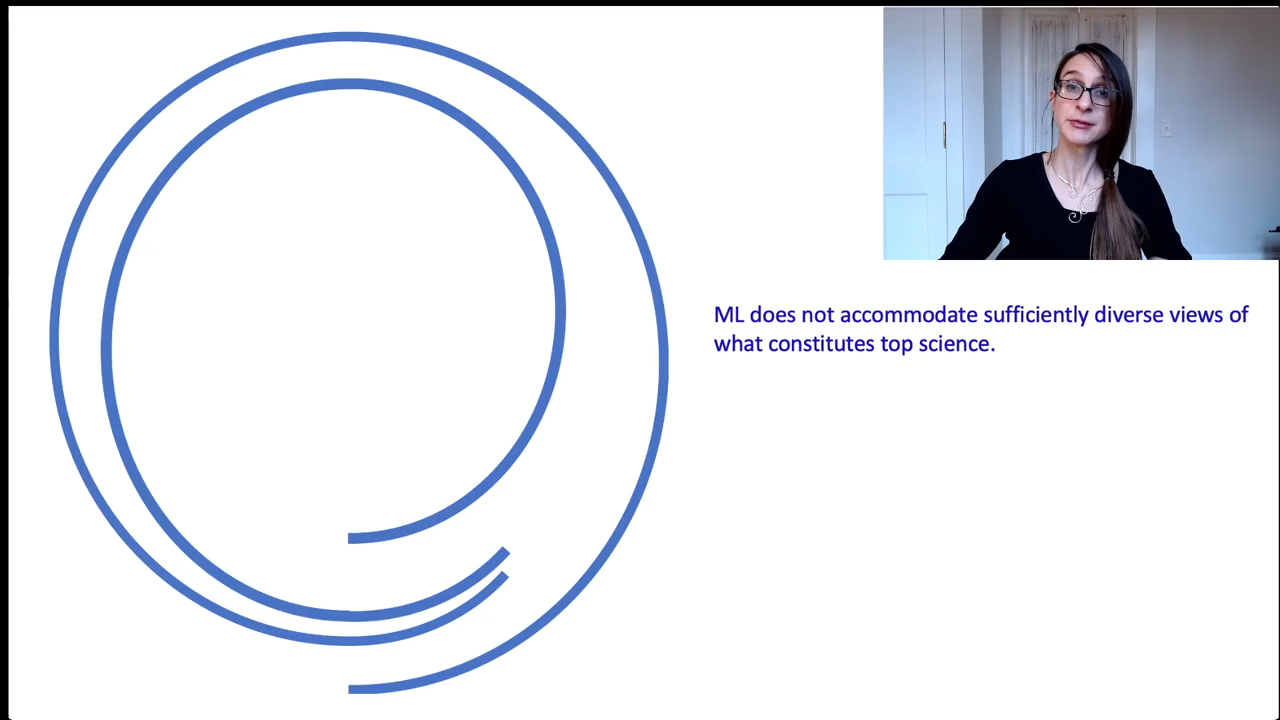 ML does not accommodate sufficiently diverse views of
what constitutes top science.